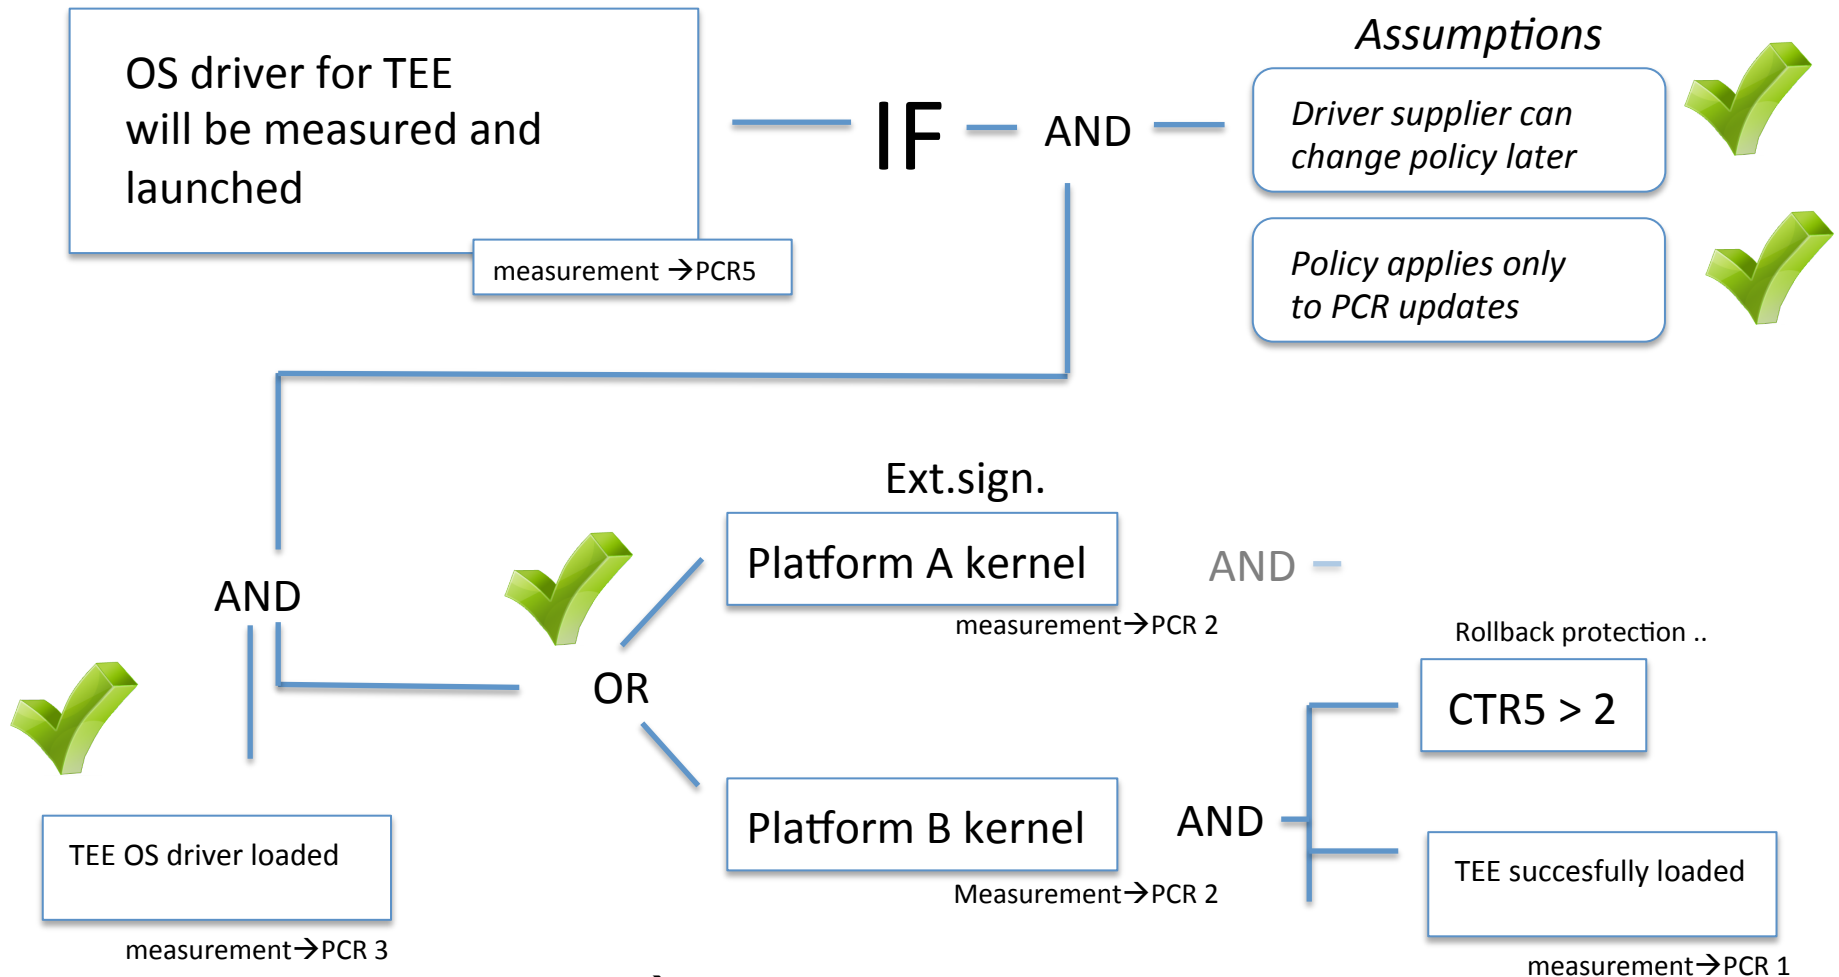 Assumptions
OS driver for TEE
will be measured and
launched
measurement →PCR5
IF
AND
Driver supplier can
change policy later
Policy applies only
to PCR updates
Ext.sign.
Platform A kernel
AND
measurement→PCR 2
AND
OR
Rollback protection ..
CTR5 > 2
Platform B kernel
AND
Measurement→PCR 2
TEE OS driver loaded
measurement→PCR 3
TEE succesfully loaded
measurement→PCR 1